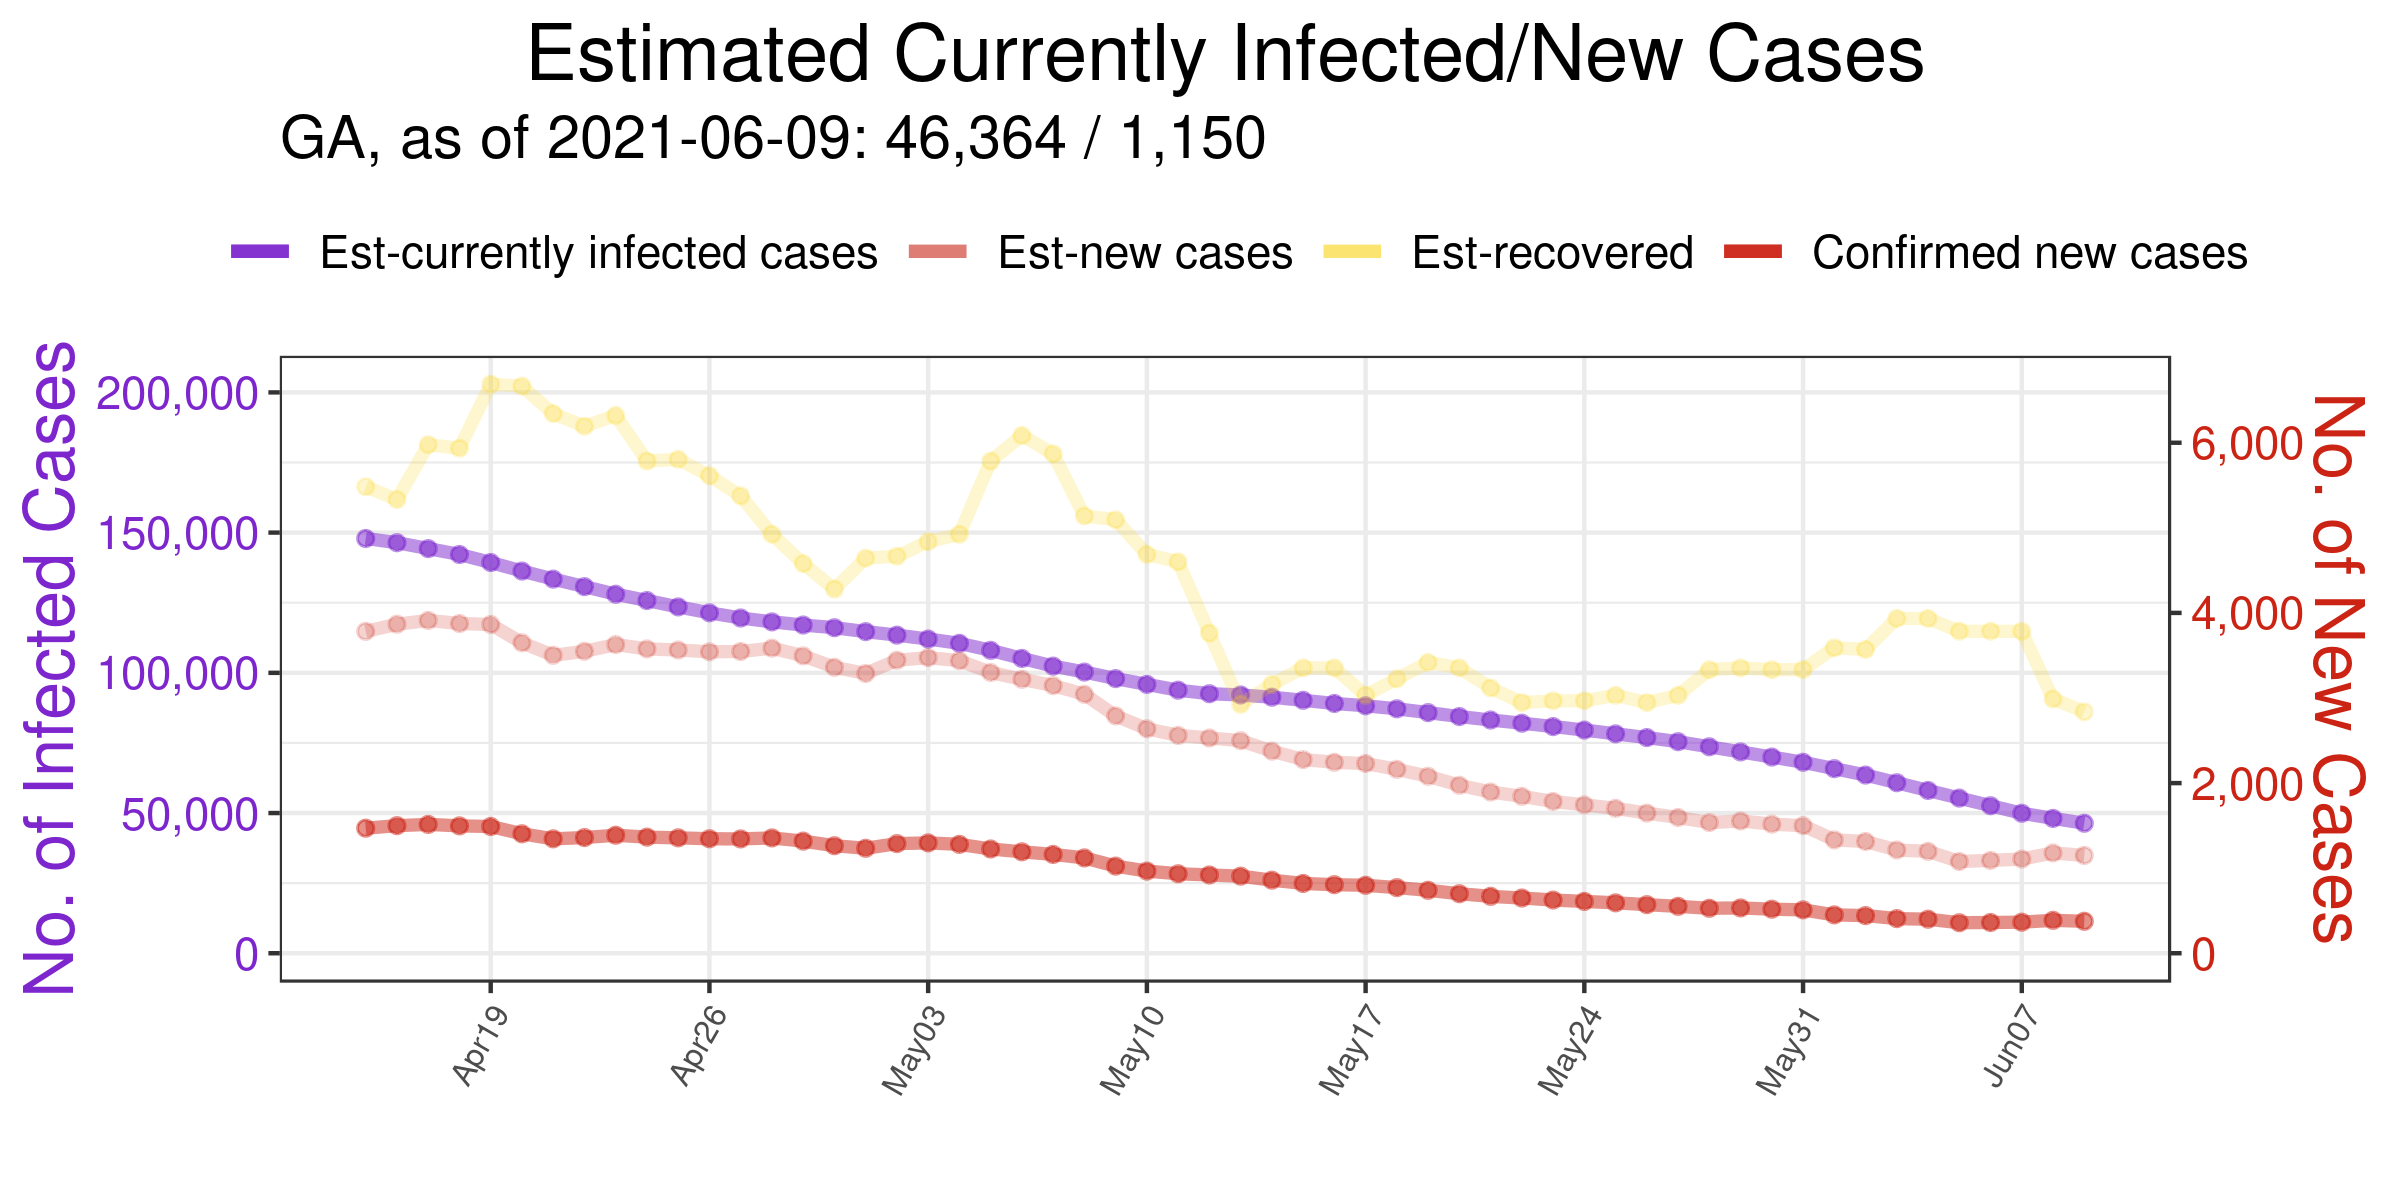 Estimated Currently Infected/New Cases
GA, as of 2021-06-09: 46,364 / 1,150
Est-currently infected cases Est-new cases Est-recovered Confirmed new cases
No. of Infected Cases
200,000
150,000
100,000
50,000
0
6,000
4,000
2,000
0
No. of New Cases
Apr19 Apr26 May03 May10 May17 May24 May31 Jun07